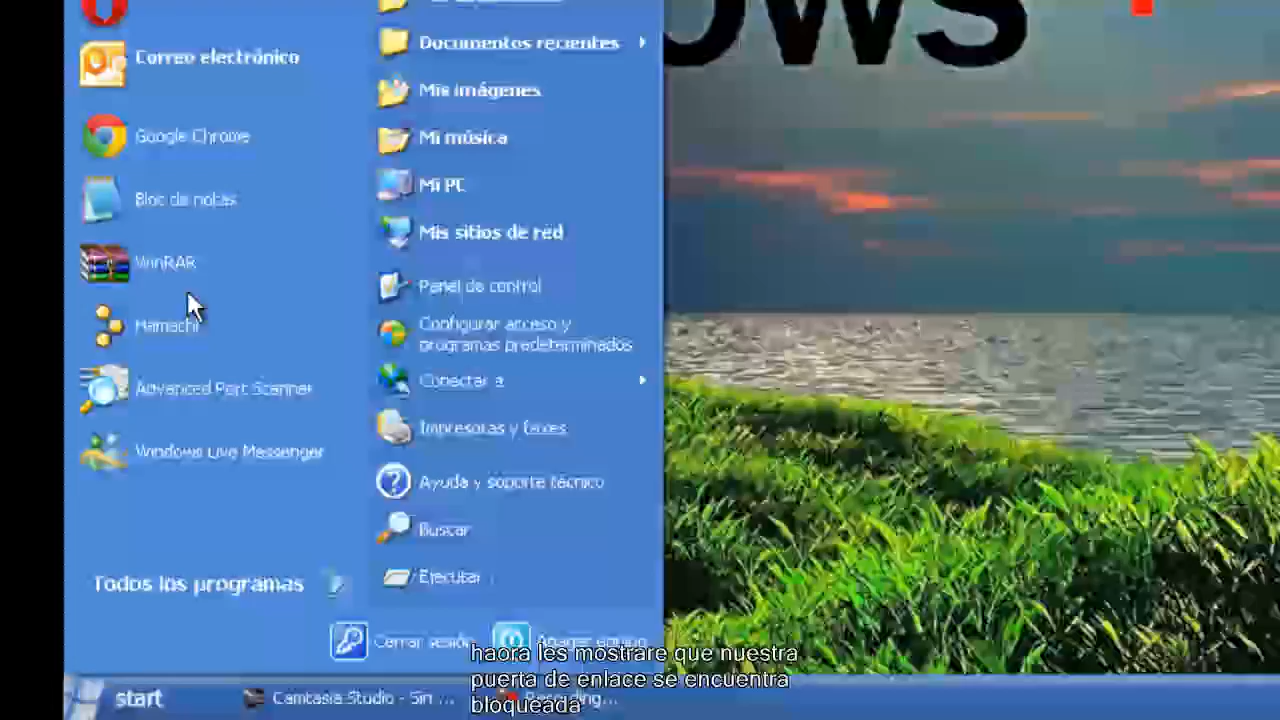 ows
Correo electrónico
Google Chrome
Bloc de notas
WinRAR
Hamachi
Advanced Port Scanner
Windows Live Messenger
Todos los programas
Documentos recientes
Mis imágenes
Mi música
Mi PC
Mis sitios de red
Panel de control
Configurar acceso y
programas predeterminados
Conectar a
Impresoras y faxes
Ayuda y soporte técnico
Buscar
Ejecutar...
Cerrar sesión
Apagar equipo
haora les mostrare que nuestra
puerta de enlace se encuentra
bloqueada
start
Camtasia Studio - Sin ...
Recording...